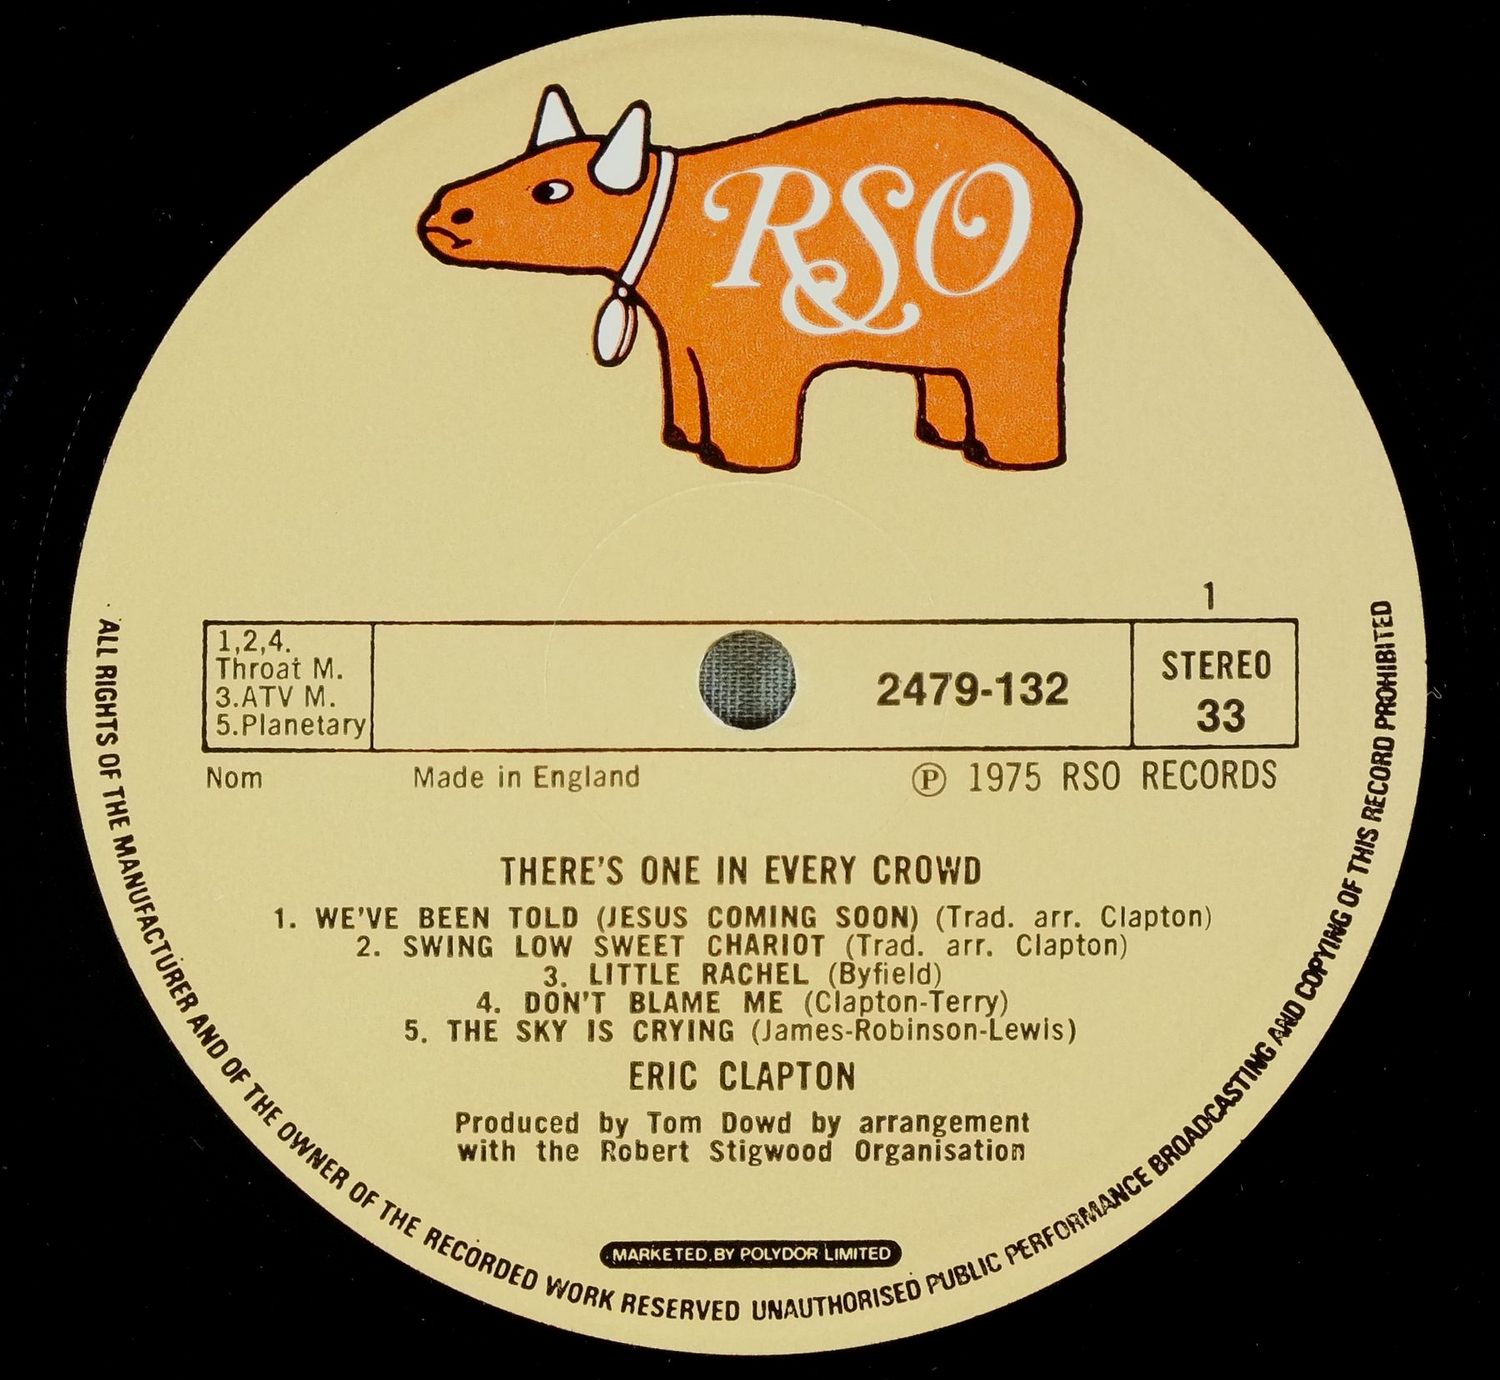 RSO
1
1,2,4.
Throat M.
3.ATV M.
5.Planetary
2479-132
STEREO
33
Nom
Made in England
Ⓟ 1975 RSO RECORDS
THERE'S ONE IN EVERY CROWD
1. WE'VE BEEN TOLD (JESUS COMING SOON) (Trad. arr. Clapton)
2. SWING LOW SWEET CHARIOT (Trad. arr. Clapton)
3. LITTLE RACHEL (Byfield)
4. DON'T BLAME ME (Clapton-Terry)
5. THE SKY IS CRYING (James-Robinson-Lewis)
ERIC CLAPTON
Produced by Tom Dowd by arrangement
with the Robert Stigwood Organisation
MARKETED BY POLYDOR LIMITED
ALL RIGHTS OF THE MANUFACTURER AND OF THE OWNER OF THE RECORDED WORK RESERVED UNAUTHORISED PUBLIC PERFORMANCE BROADCASTING AND COPYING OF THIS RECORD PROHIBITED